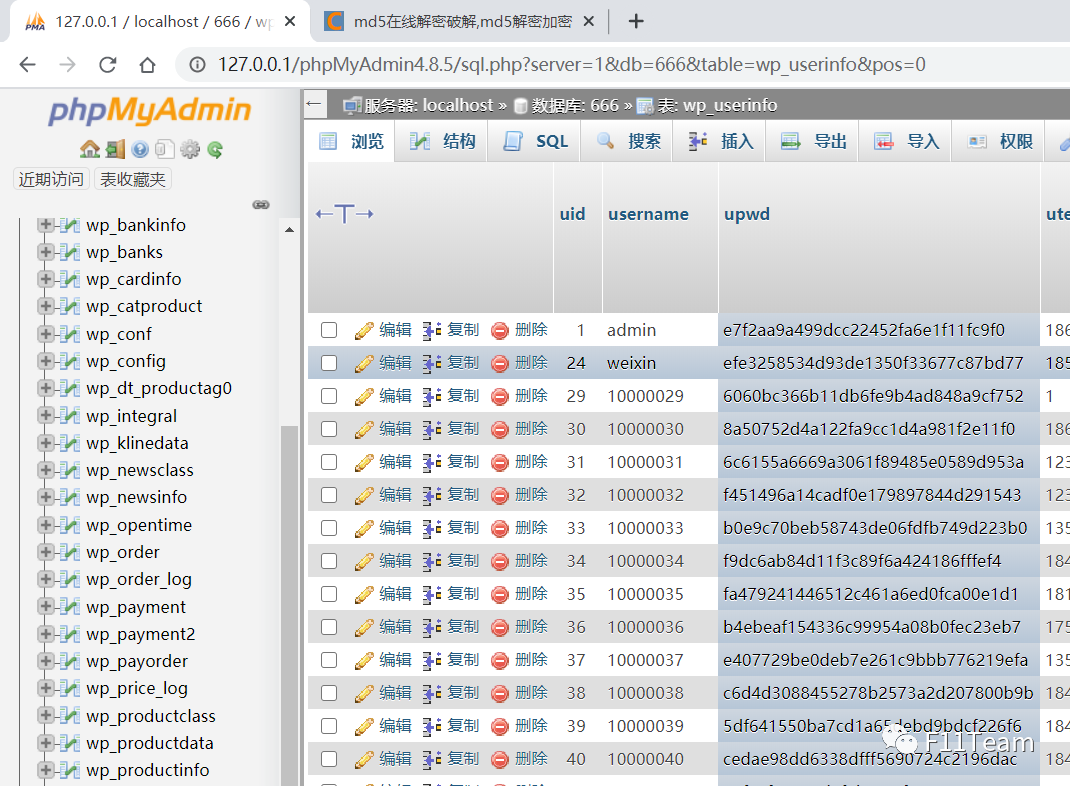 127.0.0.1 / localhost / 666 / wp
md5在线解密破解,md5解密加密
127.0.0.1/phpMyAdmin4.8.5/sql.php?server=1&db=666&table=wp_userinfo&pos=0
phpMyAdmin
近期访问 表收藏夹
wp_bankinfo
wp_banks
wp_cardinfo
wp_catproduct
wp_conf
wp_config
wp_dt_productag0
wp_integral
wp_klinedata
wp_newsclass
wp_newsinfo
wp_opentime
wp_order
wp_order_log
wp_payment
wp_payment2
wp_payorder
wp_price_log
wp_productclass
wp_productdata
wp_productinfo
服务器: localhost » 数据库: 666 » 表: wp_userinfo
浏览 结构 SQL 搜索 插入 导出 导入 权限
←T→ uid username upwd ute
编辑 复制 删除 1 admin e7f2aa9a499dcc22452fa6e1f11fc9f0 186
编辑 复制 删除 24 weixin efe3258534d93de1350f33677c87bd77 185
编辑 复制 删除 29 10000029 6060bc366b11db6fe9b4ad848a9cf752 1
编辑 复制 删除 30 10000030 8a50752d4a122fa9cc1d4a981f2e11f0 186
编辑 复制 删除 31 10000031 6c6155a6669a3061f89485e0589d953a 123
编辑 复制 删除 32 10000032 f451496a14cadf0e179897844d291543 123
编辑 复制 删除 33 10000033 b0e9c70beb58743de06fdfb749d223b0 135
编辑 复制 删除 34 10000034 f9dc6ab84d11f3c89f6a424186fffef4 184
编辑 复制 删除 35 10000035 fa479241446512c461a6ed0fca00e1d1 181
编辑 复制 删除 36 10000036 b4ebeaf154336c99954a08b0fec23eb7 175
编辑 复制 删除 37 10000037 e407729be0deb7e261c9bbb776219efa 135
编辑 复制 删除 38 10000038 c6d4d3088455278b2573a2d207800b9b 184
编辑 复制 删除 39 10000039 5df641550ba7cd1a65debd9bdcf226f6 184
编辑 复制 删除 40 10000040 cedae98dd6338dfff5690724c2196dac 184
F11Team